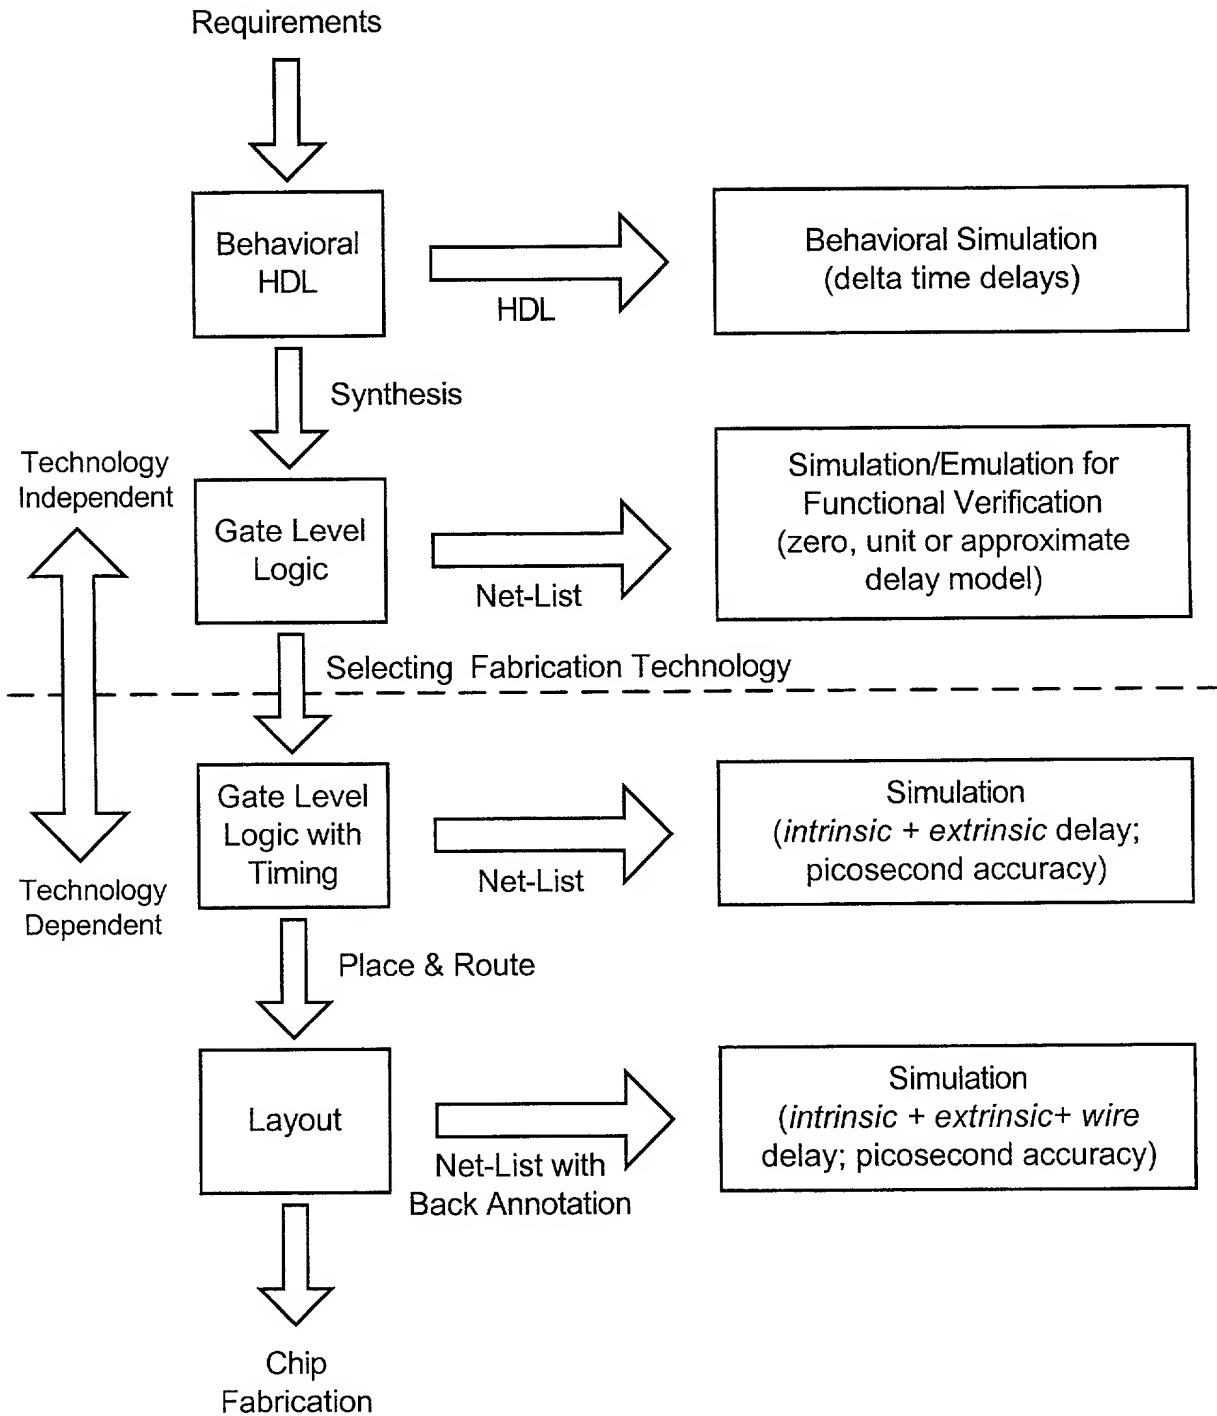 Requirements
Behavioral
HDL
HDL
Behavioral Simulation
(delta time delays)
Synthesis
Technology
Independent
Gate Level
Logic
Net-List
Simulation/Emulation for
Functional Verification
(zero, unit or approximate
delay model)
Selecting Fabrication Technology
Gate Level
Logic with
Timing
Net-List
Simulation
(intrinsic + extrinsic delay;
picosecond accuracy)
Technology
Dependent
Place & Route
Layout
Net-List with
Back Annotation
Simulation
(intrinsic + extrinsic+ wire
delay; picosecond accuracy)
Chip
Fabrication